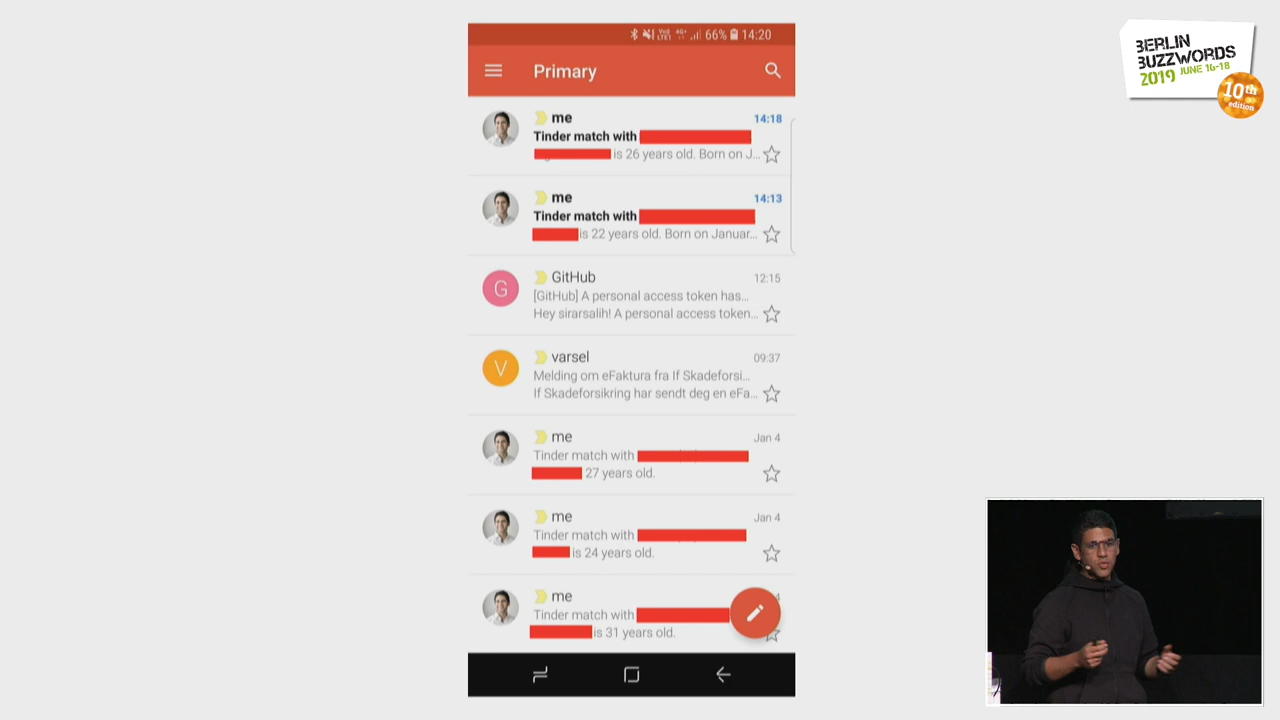 66% 14:20
Primary
me 14:18
Tinder match with
is 26 years old. Born on J...
me 14:13
Tinder match with
is 22 years old. Born on Januar...
G
GitHub 12:15
[GitHub] A personal access token has...
Hey sirarsalih! A personal access token...
V
varsel 09:37
Melding om eFaktura fra If Skadeforsi...
If Skadeforsikring har sendt deg en eFa...
me Jan 4
Tinder match with
27 years old.
me Jan 4
Tinder match with
is 24 years old.
me
Tinder match with
is 31 years old.
BERLIN
BUZZWORDS
2019 JUNE 16-18
10th
edition